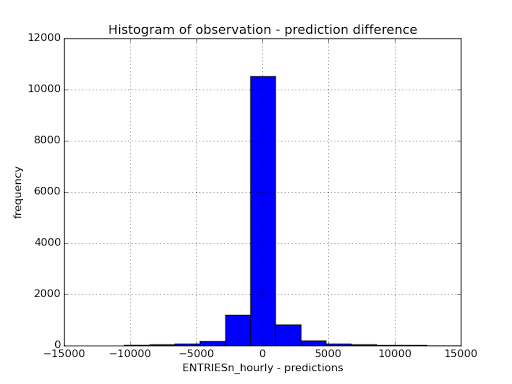 Histogram of observation - prediction difference
12000
10000
8000
6000
4000
2000
0
frequency
−15000 −10000 −5000 0 5000 10000 15000
ENTRIESn_hourly - predictions